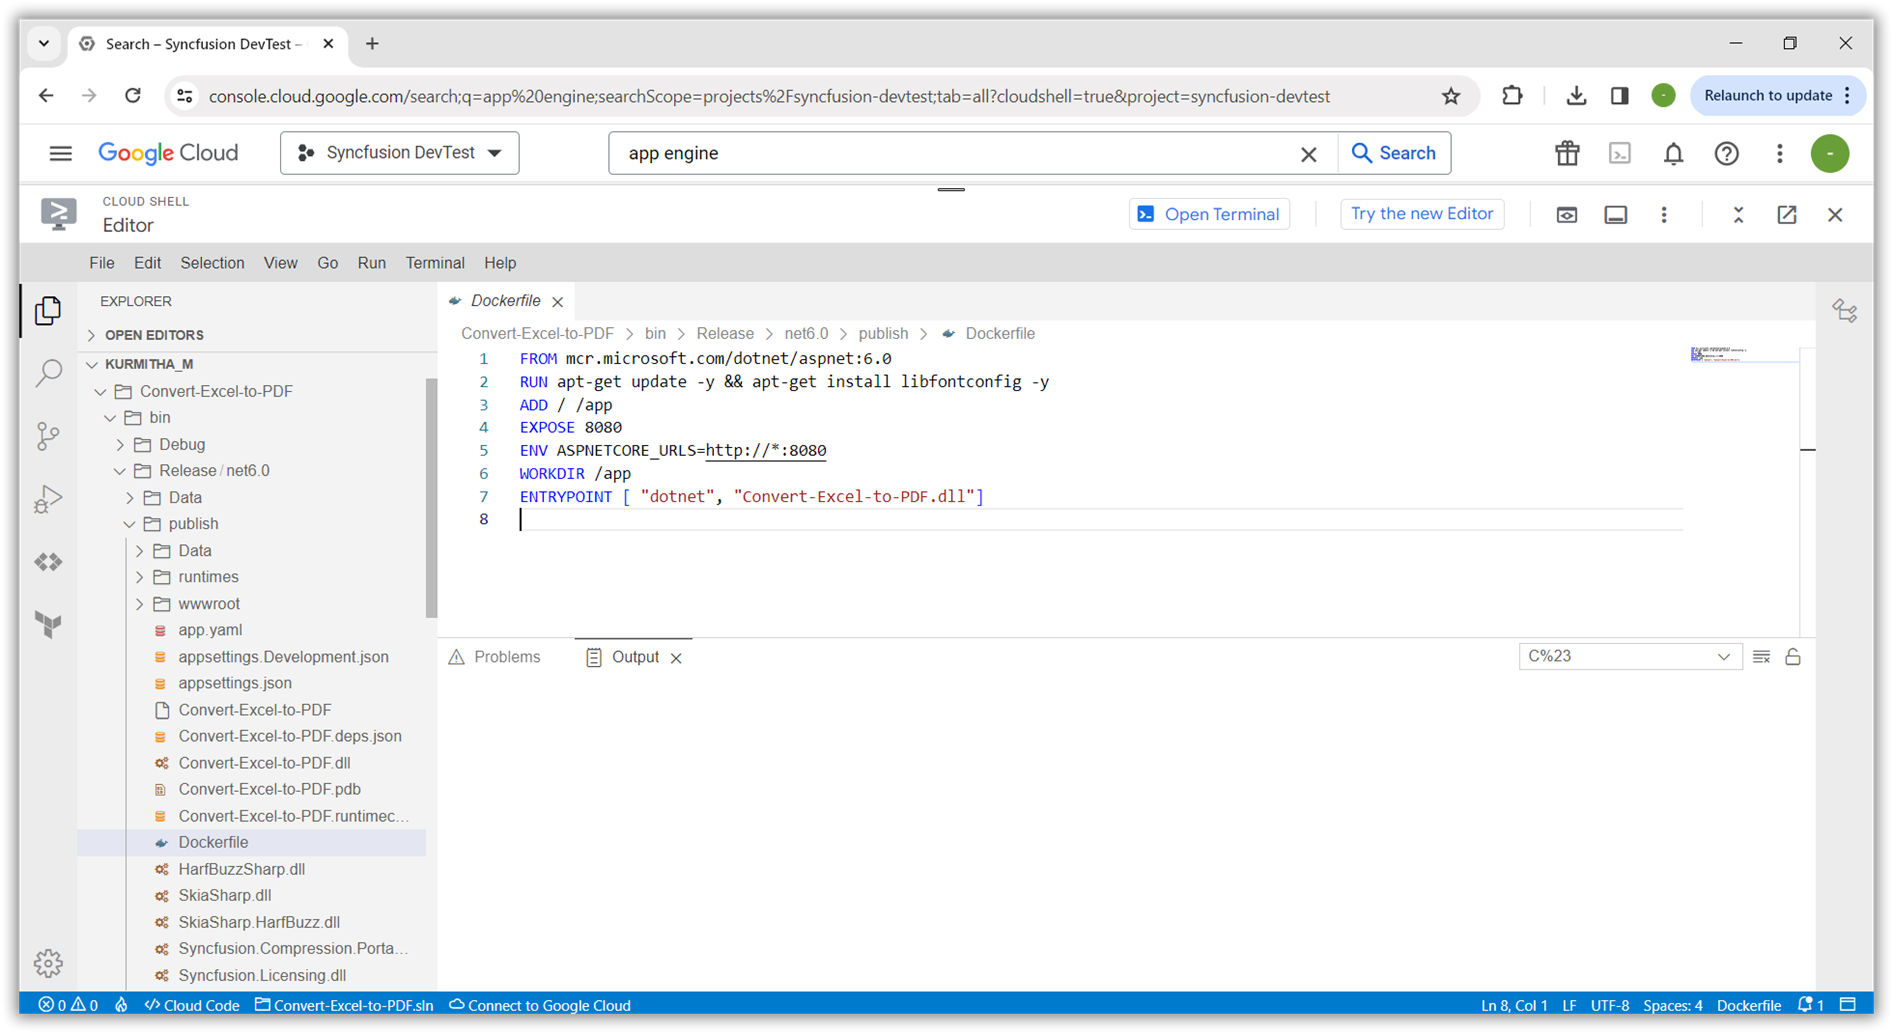 Search – Syncfusion DevTest –
console.cloud.google.com/search;q=app%20engine;searchScope=projects%2Fsyncfusion-devtest;tab=all?cloudshell=true&project=syncfusion-devtest
-
Relaunch to update
Google Cloud
Syncfusion DevTest
app engine
Search
-
CLOUD SHELL
Editor
Open Terminal
Try the new Editor
File Edit Selection View Go Run Terminal Help
EXPLORER
OPEN EDITORS
KURMITHA_M
Convert-Excel-to-PDF
bin
Debug
Release / net6.0
Data
publish
Data
runtimes
wwwroot
app.yaml
appsettings.Development.json
appsettings.json
Convert-Excel-to-PDF
Convert-Excel-to-PDF.deps.json
Convert-Excel-to-PDF.dll
Convert-Excel-to-PDF.pdb
Convert-Excel-to-PDF.runtimec...
Dockerfile
HarfBuzzSharp.dll
SkiaSharp.dll
SkiaSharp.HarfBuzz.dll
Syncfusion.Compression.Porta...
Syncfusion.Licensing.dll
Dockerfile
Convert-Excel-to-PDF > bin > Release > net6.0 > publish > Dockerfile
1 FROM mcr.microsoft.com/dotnet/aspnet:6.0
2 RUN apt-get update -y && apt-get install libfontconfig -y
3 ADD / /app
4 EXPOSE 8080
5 ENV ASPNETCORE_URLS=http://*:8080
6 WORKDIR /app
7 ENTRYPOINT [ "dotnet", "Convert-Excel-to-PDF.dll"]
8
Problems
Output
C%23
0 0 Cloud Code Convert-Excel-to-PDF.sln Connect to Google Cloud
Ln 8, Col 1 LF UTF-8 Spaces: 4 Dockerfile 1